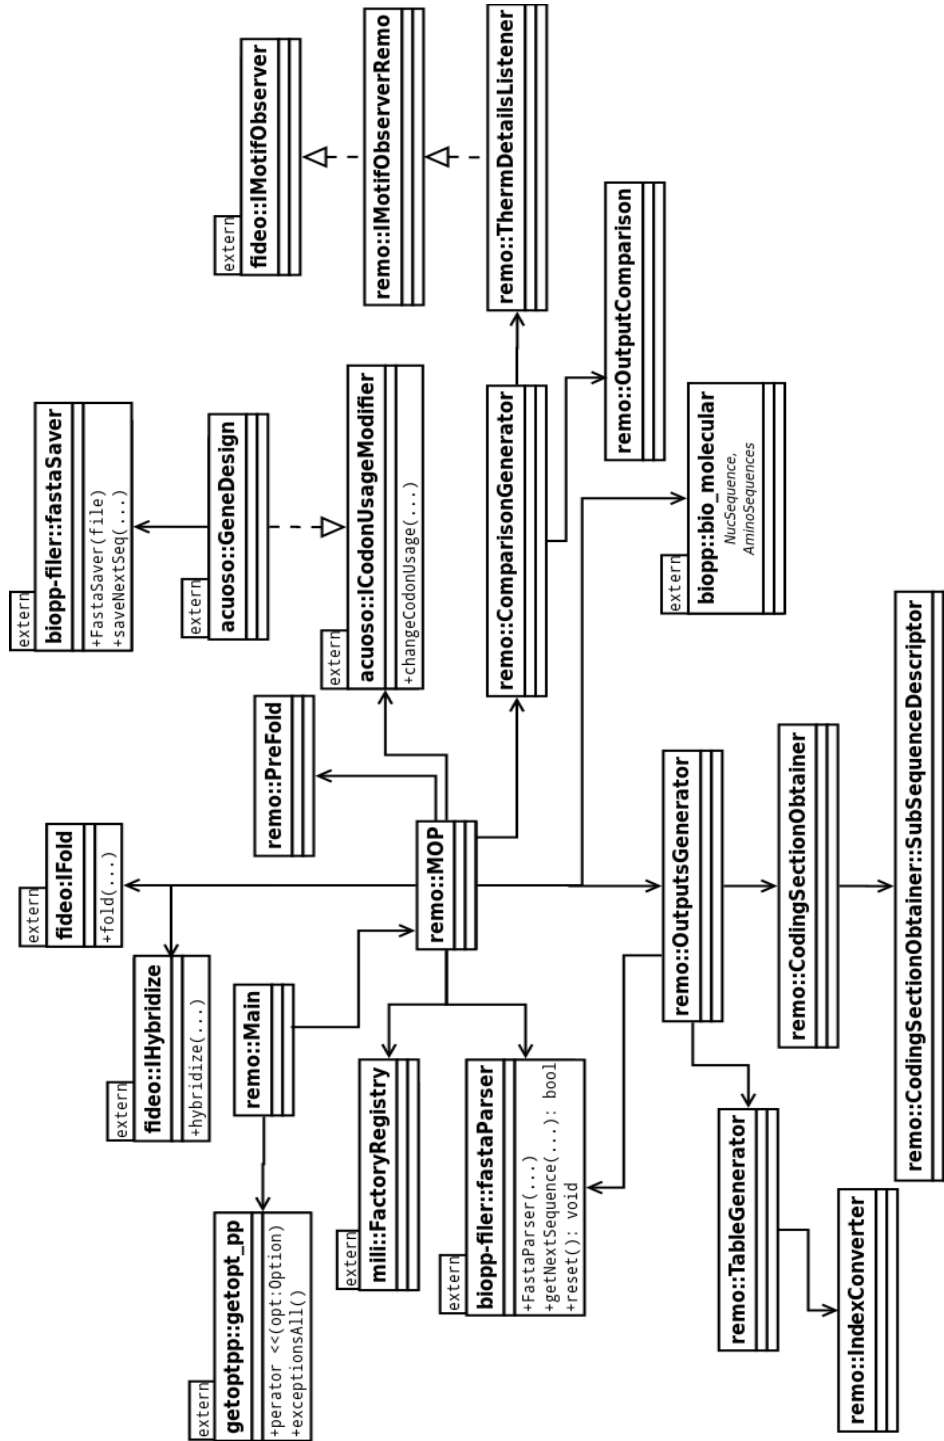 extern
getoptpp::getopt_pp
+perator <<(opt:Option)
+exceptionsAll()
extern
fideo::IHybridize
+hybridize(...)
extern
fideo:IFold
+fold(...)
extern
biopp-filer::fastaSaver
+FastaSaver(file)
+saveNextSeq(...)
extern
acuoso::GeneDesign
extern
fideo::IMotifObserver
remo::Main
remo::PreFold
extern
acuoso::ICodonUsageModifier
+changeCodonUsage(...)
remo::IMotifObserverRemo
extern
mili::FactoryRegistry
remo::MOP
remo::ComparisonGenerator
remo::ThermDetailsListener
extern
biopp-filer::fastaParser
+FastaParser(...)
+getNextSequence(...): bool
+reset(): void
remo::OutputComparison
extern
biopp::bio_molecular
NucSequence,
AminoSequences
remo::OutputsGenerator
remo::TableGenerator
remo::CodingSectionObtainer
remo::IndexConverter
remo::CodingSectionObtainer::SubSequenceDescriptor